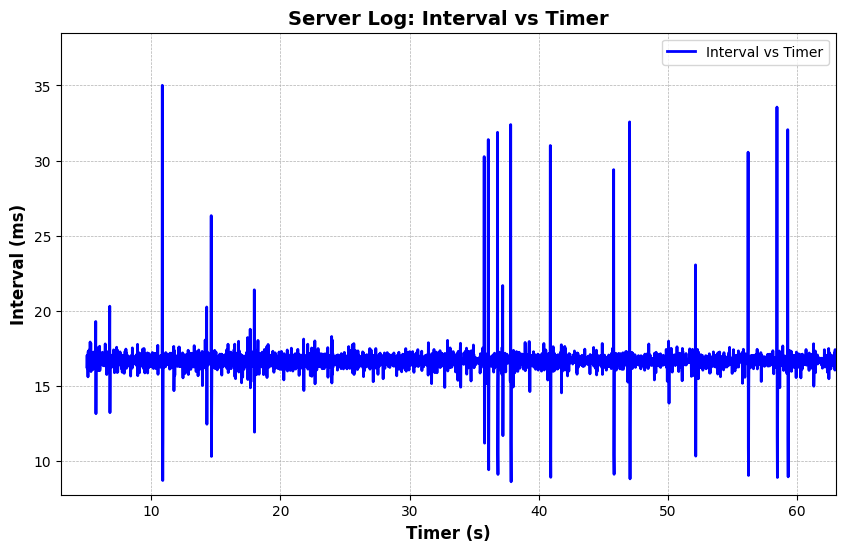 Server Log: Interval vs Timer
Interval vs Timer
35
30
25
20
15
10
Interval (ms)
10 20 30 40 50 60
Timer (s)